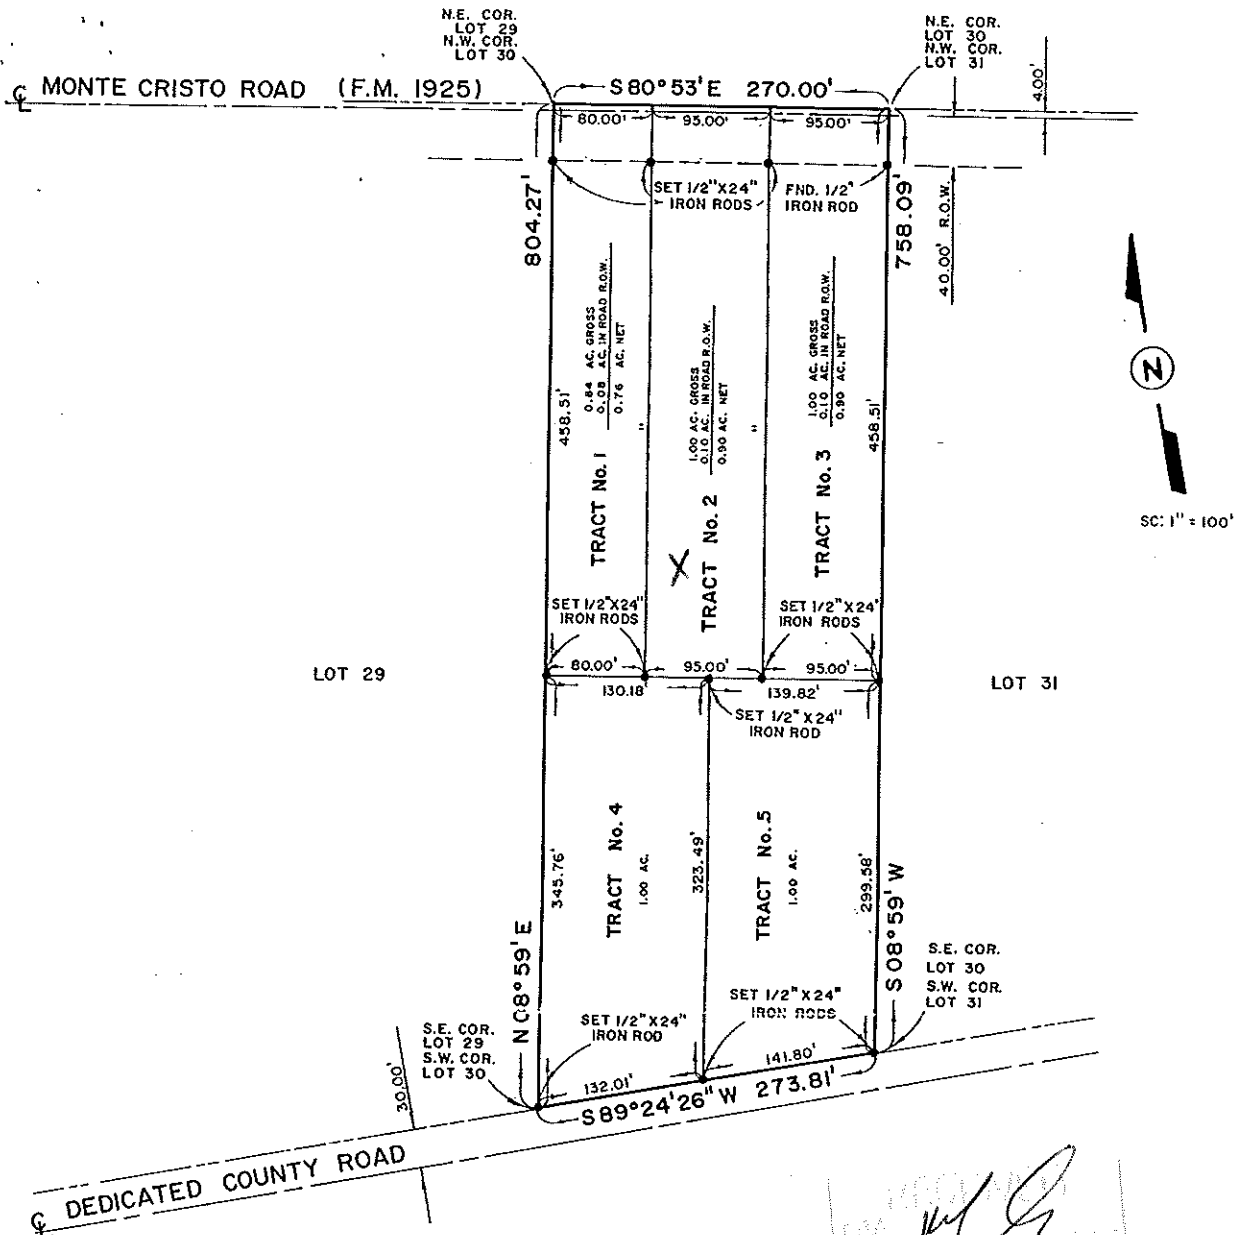 N.E. COR.
LOT 29
N.W. COR.
LOT 30
N.E. COR.
LOT 30
N.W. COR.
LOT 31
4.00'
℄ MONTE CRISTO ROAD (F.M. 1925)
S 80°53' E 270.00'
80.00' 95.00' 95.00'
SET 1/2" X 24"
IRON RODS
FND. 1/2"
IRON ROD
804.27'
758.09'
40.00' R.O.W.
0.84 AC. GROSS
0.08 AC. IN ROAD R.O.W.
0.76 AC. NET
1.00 AC. GROSS
0.10 AC. IN ROAD R.O.W.
0.90 AC. NET
1.00 AC. GROSS
0.10 AC. IN ROAD R.O.W.
0.90 AC. NET
458.51'
"
"
458.51'
N
SC: 1" = 100'
TRACT No. 1
TRACT No. 2
TRACT No. 3
X
SET 1/2" X 24"
IRON RODS
SET 1/2" X 24"
IRON RODS
80.00' 95.00' 95.00'
130.18' 139.82'
SET 1/2" X 24"
IRON ROD
LOT 29
LOT 31
TRACT No. 4
1.00 AC.
TRACT No. 5
1.00 AC.
345.76'
323.49'
299.58'
N 08°59' E
S 08°59' W
S.E. COR.
LOT 30
S.W. COR.
LOT 31
SET 1/2" X 24"
IRON RODS
SET 1/2" X 24"
IRON ROD
S.E. COR.
LOT 29
S.W. COR.
LOT 30
30.00'
132.01' 141.80'
S 89°24'26" W 273.81'
℄ DEDICATED COUNTY ROAD